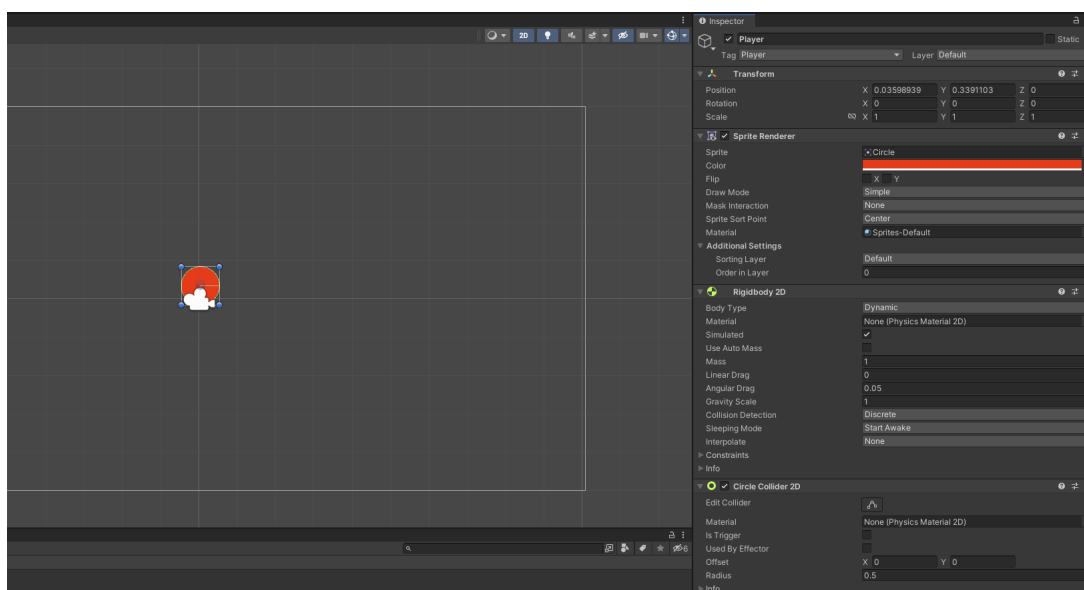 2D
6
Inspector
Player
Static
Tag Player
Layer Default
Transform
Position X 0.03598939 Y 0.3391103 Z 0
Rotation X 0 Y 0 Z 0
Scale X 1 Y 1 Z 1
Sprite Renderer
Sprite Circle
Color
Flip X Y
Draw Mode Simple
Mask Interaction None
Sprite Sort Point Center
Material Sprites-Default
Additional Settings
Sorting Layer Default
Order in Layer 0
Rigidbody 2D
Body Type Dynamic
Material None (Physics Material 2D)
Simulated
Use Auto Mass
Mass 1
Linear Drag 0
Angular Drag 0.05
Gravity Scale 1
Collision Detection Discrete
Sleeping Mode Start Awake
Interpolate None
Constraints
Info
Circle Collider 2D
Edit Collider
Material None (Physics Material 2D)
Is Trigger
Used By Effector
Offset X 0 Y 0
Radius 0.5
Info